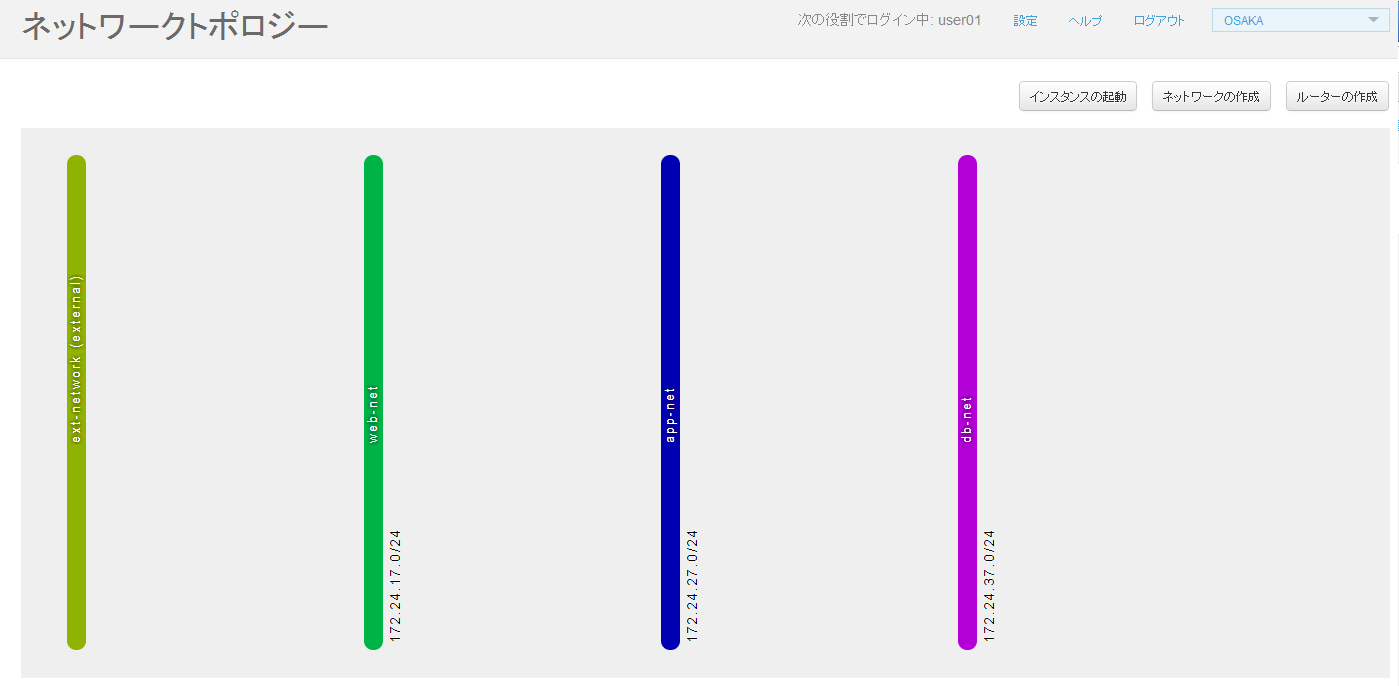 ネットワークトポロジー
次の役割でログイン中: user01 設定 ヘルプ ログアウト OSAKA
インスタンスの起動 ネットワークの作成 ルーターの作成
ext-network (external)
web-net
172.24.17.0/24
app-net
172.24.27.0/24
db-net
172.24.37.0/24